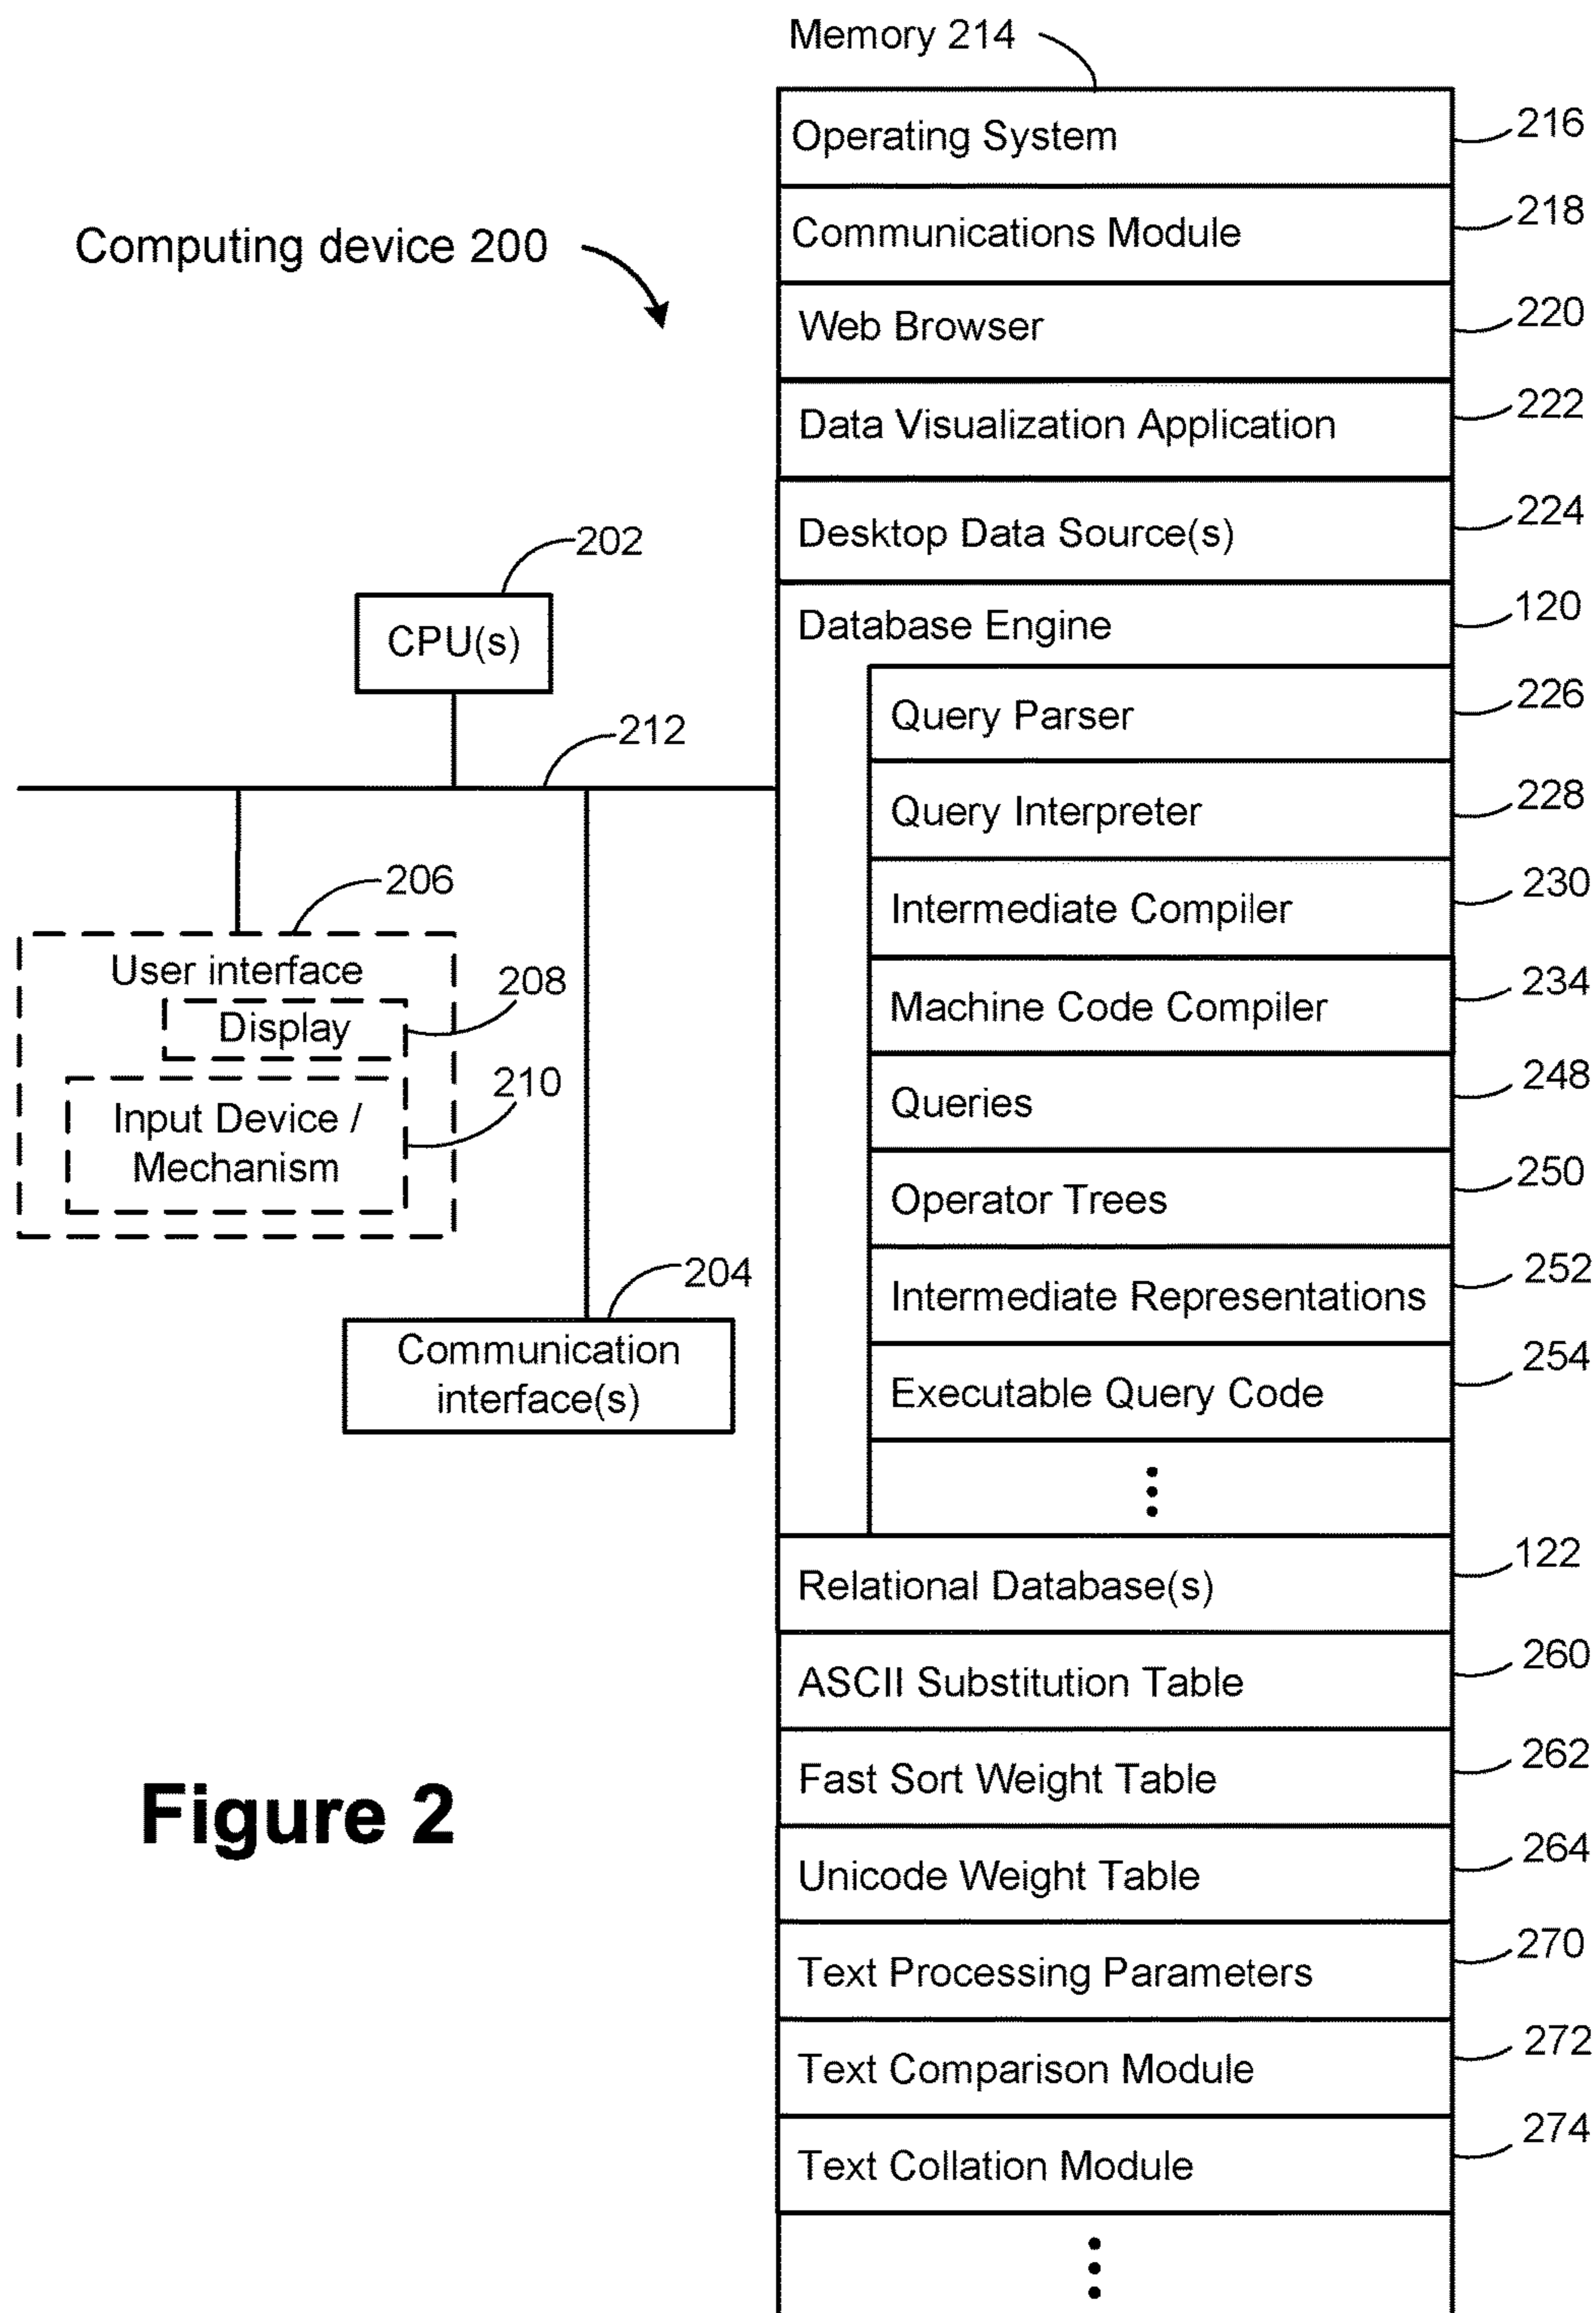 Memory 214
Operating System 216
Communications Module 218
Computing device 200
Web Browser 220
Data Visualization Application 222
Desktop Data Source(s) 224
Database Engine 120
Query Parser 226
Query Interpreter 228
Intermediate Compiler 230
Machine Code Compiler 234
Queries 248
Operator Trees 250
Intermediate Representations 252
Executable Query Code 254
Relational Database(s) 122
ASCII Substitution Table 260
Fast Sort Weight Table 262
Unicode Weight Table 264
Text Processing Parameters 270
Text Comparison Module 272
Text Collation Module 274
202
CPU(s)
212
206
User interface
208
Display
210
Input Device /
Mechanism
204
Communication
interface(s)
Figure 2